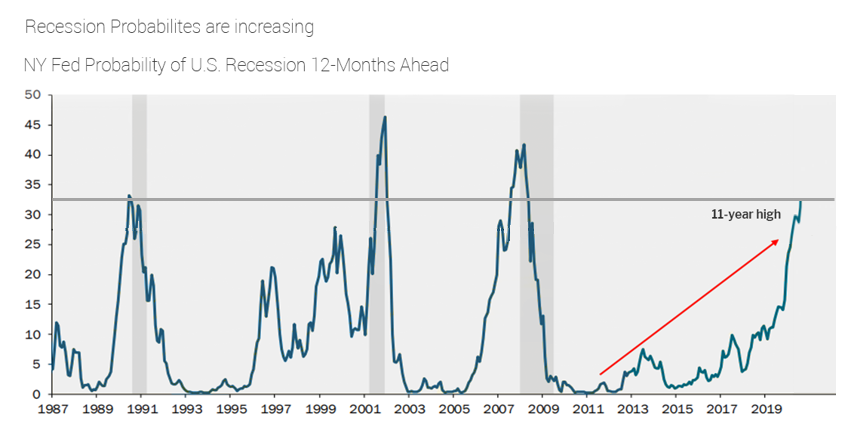 Recession Probabilites are increasing
NY Fed Probability of U.S. Recession 12-Months Ahead
50
45
40
35
30
25
20
15
10
5
0
11-year high
1987 1989 1991 1993 1995 1997 1999 2001 2003 2005 2007 2009 2011 2013 2015 2017 2019